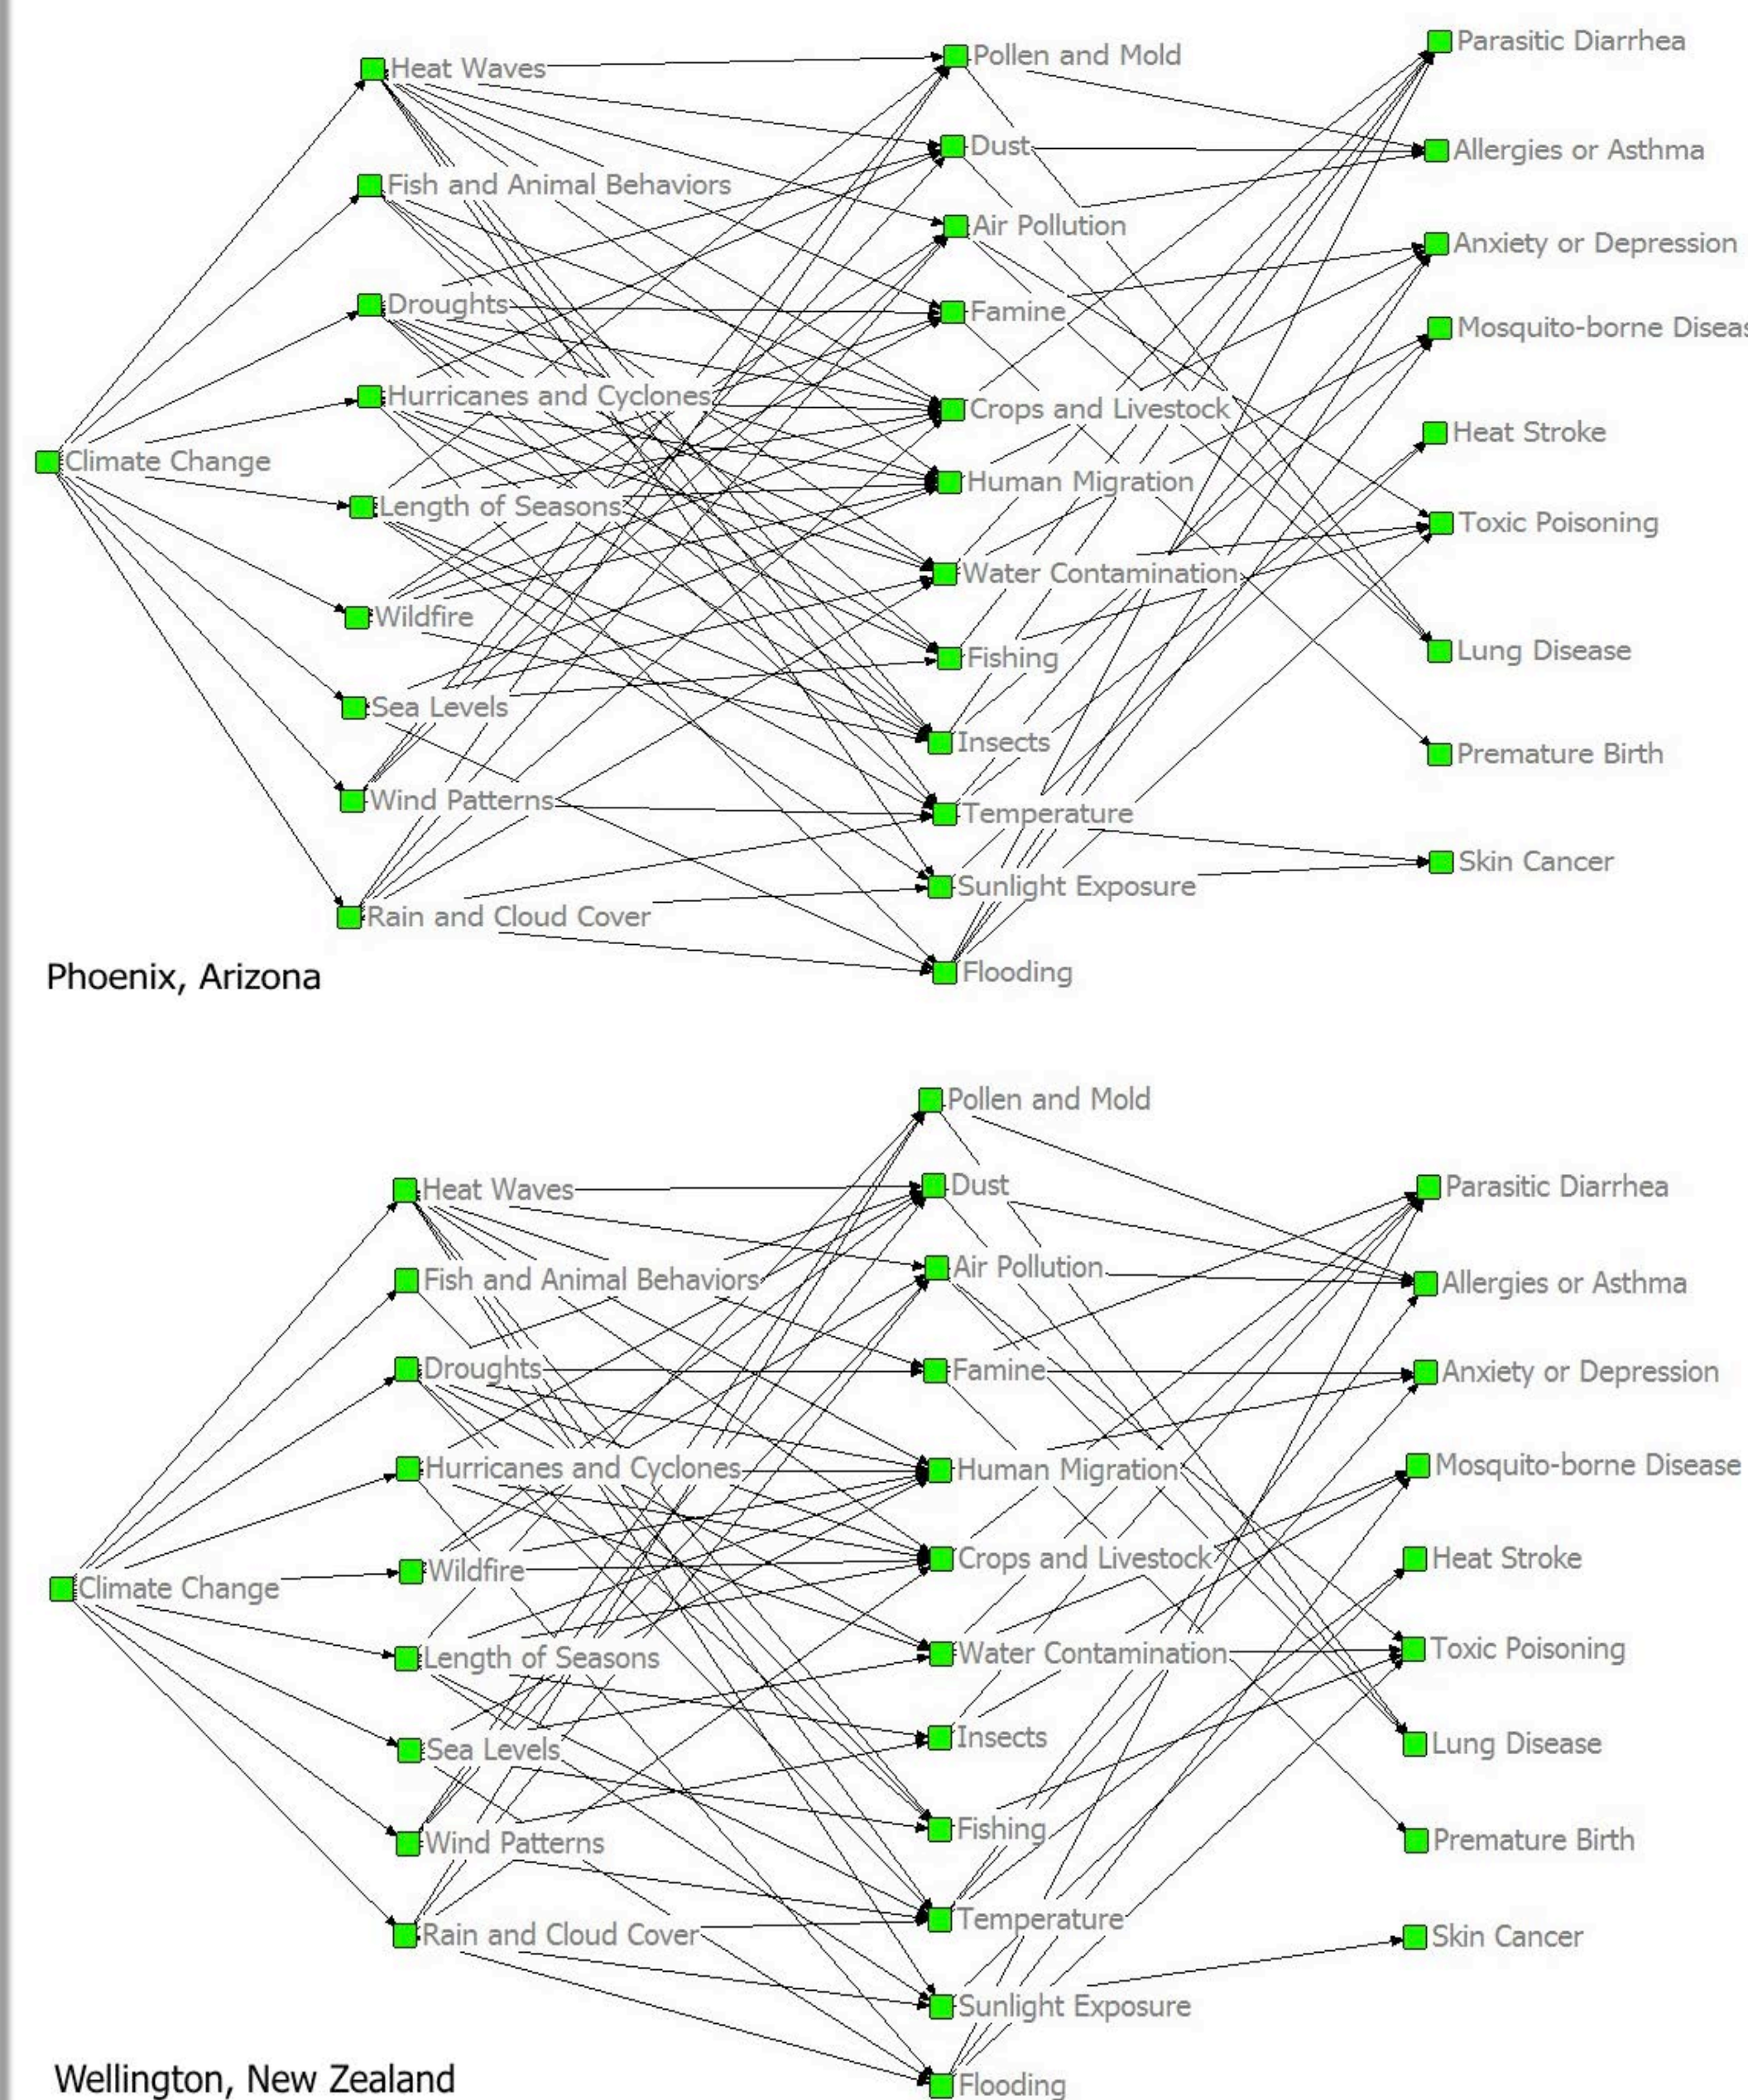 Climate Change
Heat Waves
Fish and Animal Behaviors
Droughts
Hurricanes and Cyclones
Length of Seasons
Wildfire
Sea Levels
Wind Patterns
Rain and Cloud Cover
Pollen and Mold
Dust
Air Pollution
Famine
Crops and Livestock
Human Migration
Water Contamination
Fishing
Insects
Temperature
Sunlight Exposure
Flooding
Parasitic Diarrhea
Allergies or Asthma
Anxiety or Depression
Mosquito-borne Diseas
Heat Stroke
Toxic Poisoning
Lung Disease
Premature Birth
Skin Cancer
Phoenix, Arizona
Climate Change
Heat Waves
Fish and Animal Behaviors
Droughts
Hurricanes and Cyclones
Wildfire
Length of Seasons
Sea Levels
Wind Patterns
Rain and Cloud Cover
Pollen and Mold
Dust
Air Pollution
Famine
Human Migration
Crops and Livestock
Water Contamination
Insects
Fishing
Temperature
Sunlight Exposure
Flooding
Parasitic Diarrhea
Allergies or Asthma
Anxiety or Depression
Mosquito-borne Disease
Heat Stroke
Toxic Poisoning
Lung Disease
Premature Birth
Skin Cancer
Wellington, New Zealand